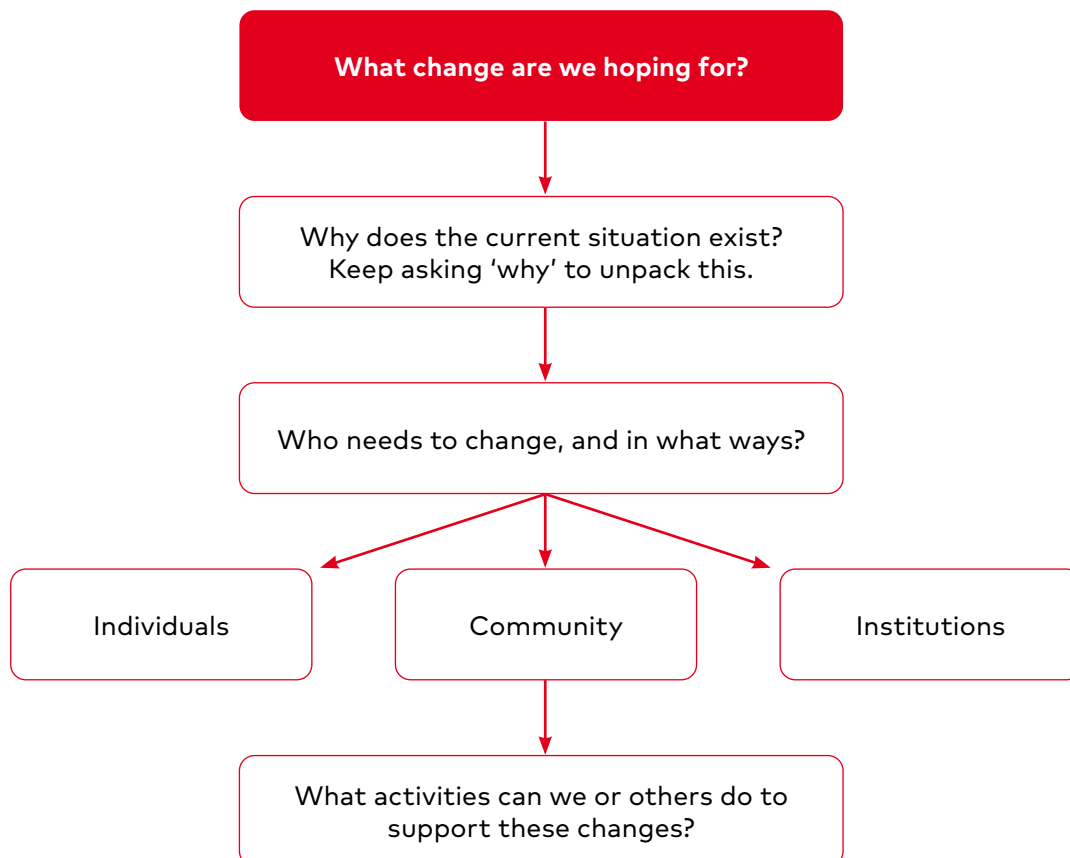 What change are we hoping for?
Why does the current situation exist?
Keep asking ‘why’ to unpack this.
Who needs to change, and in what ways?
Individuals
Community
Institutions
What activities can we or others do to
support these changes?